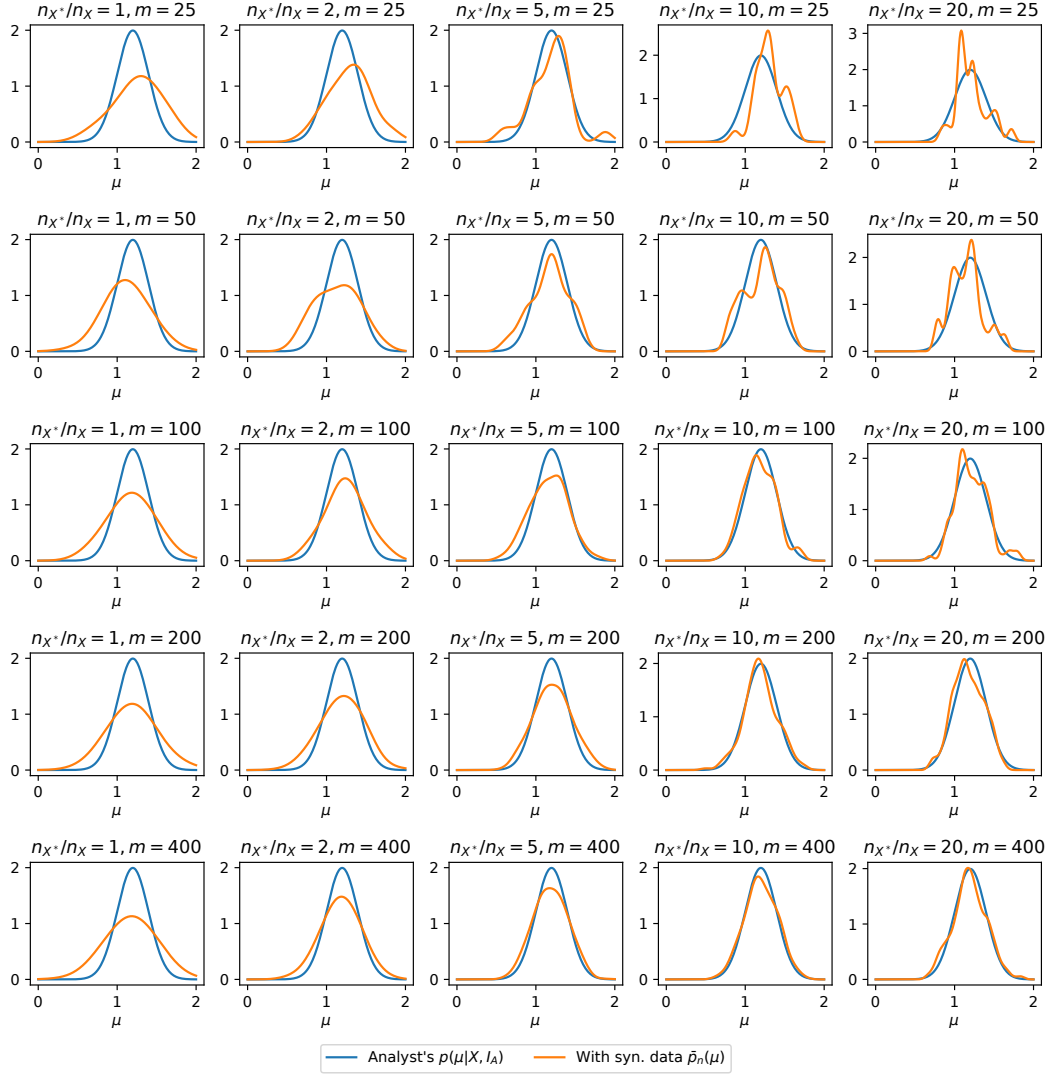 n_{X*}/n_X = 1, m = 25 n_{X*}/n_X = 2, m = 25 n_{X*}/n_X = 5, m = 25 n_{X*}/n_X = 10, m = 25 n_{X*}/n_X = 20, m = 25
2 2 2 2 3
1 1 1 1 2
1
0 0 0 0 0
0 1 2 0 1 2 0 1 2 0 1 2 0 1 2
μ μ μ μ μ
n_{X*}/n_X = 1, m = 50 n_{X*}/n_X = 2, m = 50 n_{X*}/n_X = 5, m = 50 n_{X*}/n_X = 10, m = 50 n_{X*}/n_X = 20, m = 50
2 2 2 2 2
1 1 1 1 1
0 0 0 0 0
0 1 2 0 1 2 0 1 2 0 1 2 0 1 2
μ μ μ μ μ
n_{X*}/n_X = 1, m = 100 n_{X*}/n_X = 2, m = 100 n_{X*}/n_X = 5, m = 100 n_{X*}/n_X = 10, m = 100 n_{X*}/n_X = 20, m = 100
2 2 2 2 2
1 1 1 1 1
0 0 0 0 0
0 1 2 0 1 2 0 1 2 0 1 2 0 1 2
μ μ μ μ μ
n_{X*}/n_X = 1, m = 200 n_{X*}/n_X = 2, m = 200 n_{X*}/n_X = 5, m = 200 n_{X*}/n_X = 10, m = 200 n_{X*}/n_X = 20, m = 200
2 2 2 2 2
1 1 1 1 1
0 0 0 0 0
0 1 2 0 1 2 0 1 2 0 1 2 0 1 2
μ μ μ μ μ
n_{X*}/n_X = 1, m = 400 n_{X*}/n_X = 2, m = 400 n_{X*}/n_X = 5, m = 400 n_{X*}/n_X = 10, m = 400 n_{X*}/n_X = 20, m = 400
2 2 2 2 2
1 1 1 1 1
0 0 0 0 0
0 1 2 0 1 2 0 1 2 0 1 2 0 1 2
μ μ μ μ μ
Analyst's p(μ|X, I_A) With syn. data p̄_n(μ)